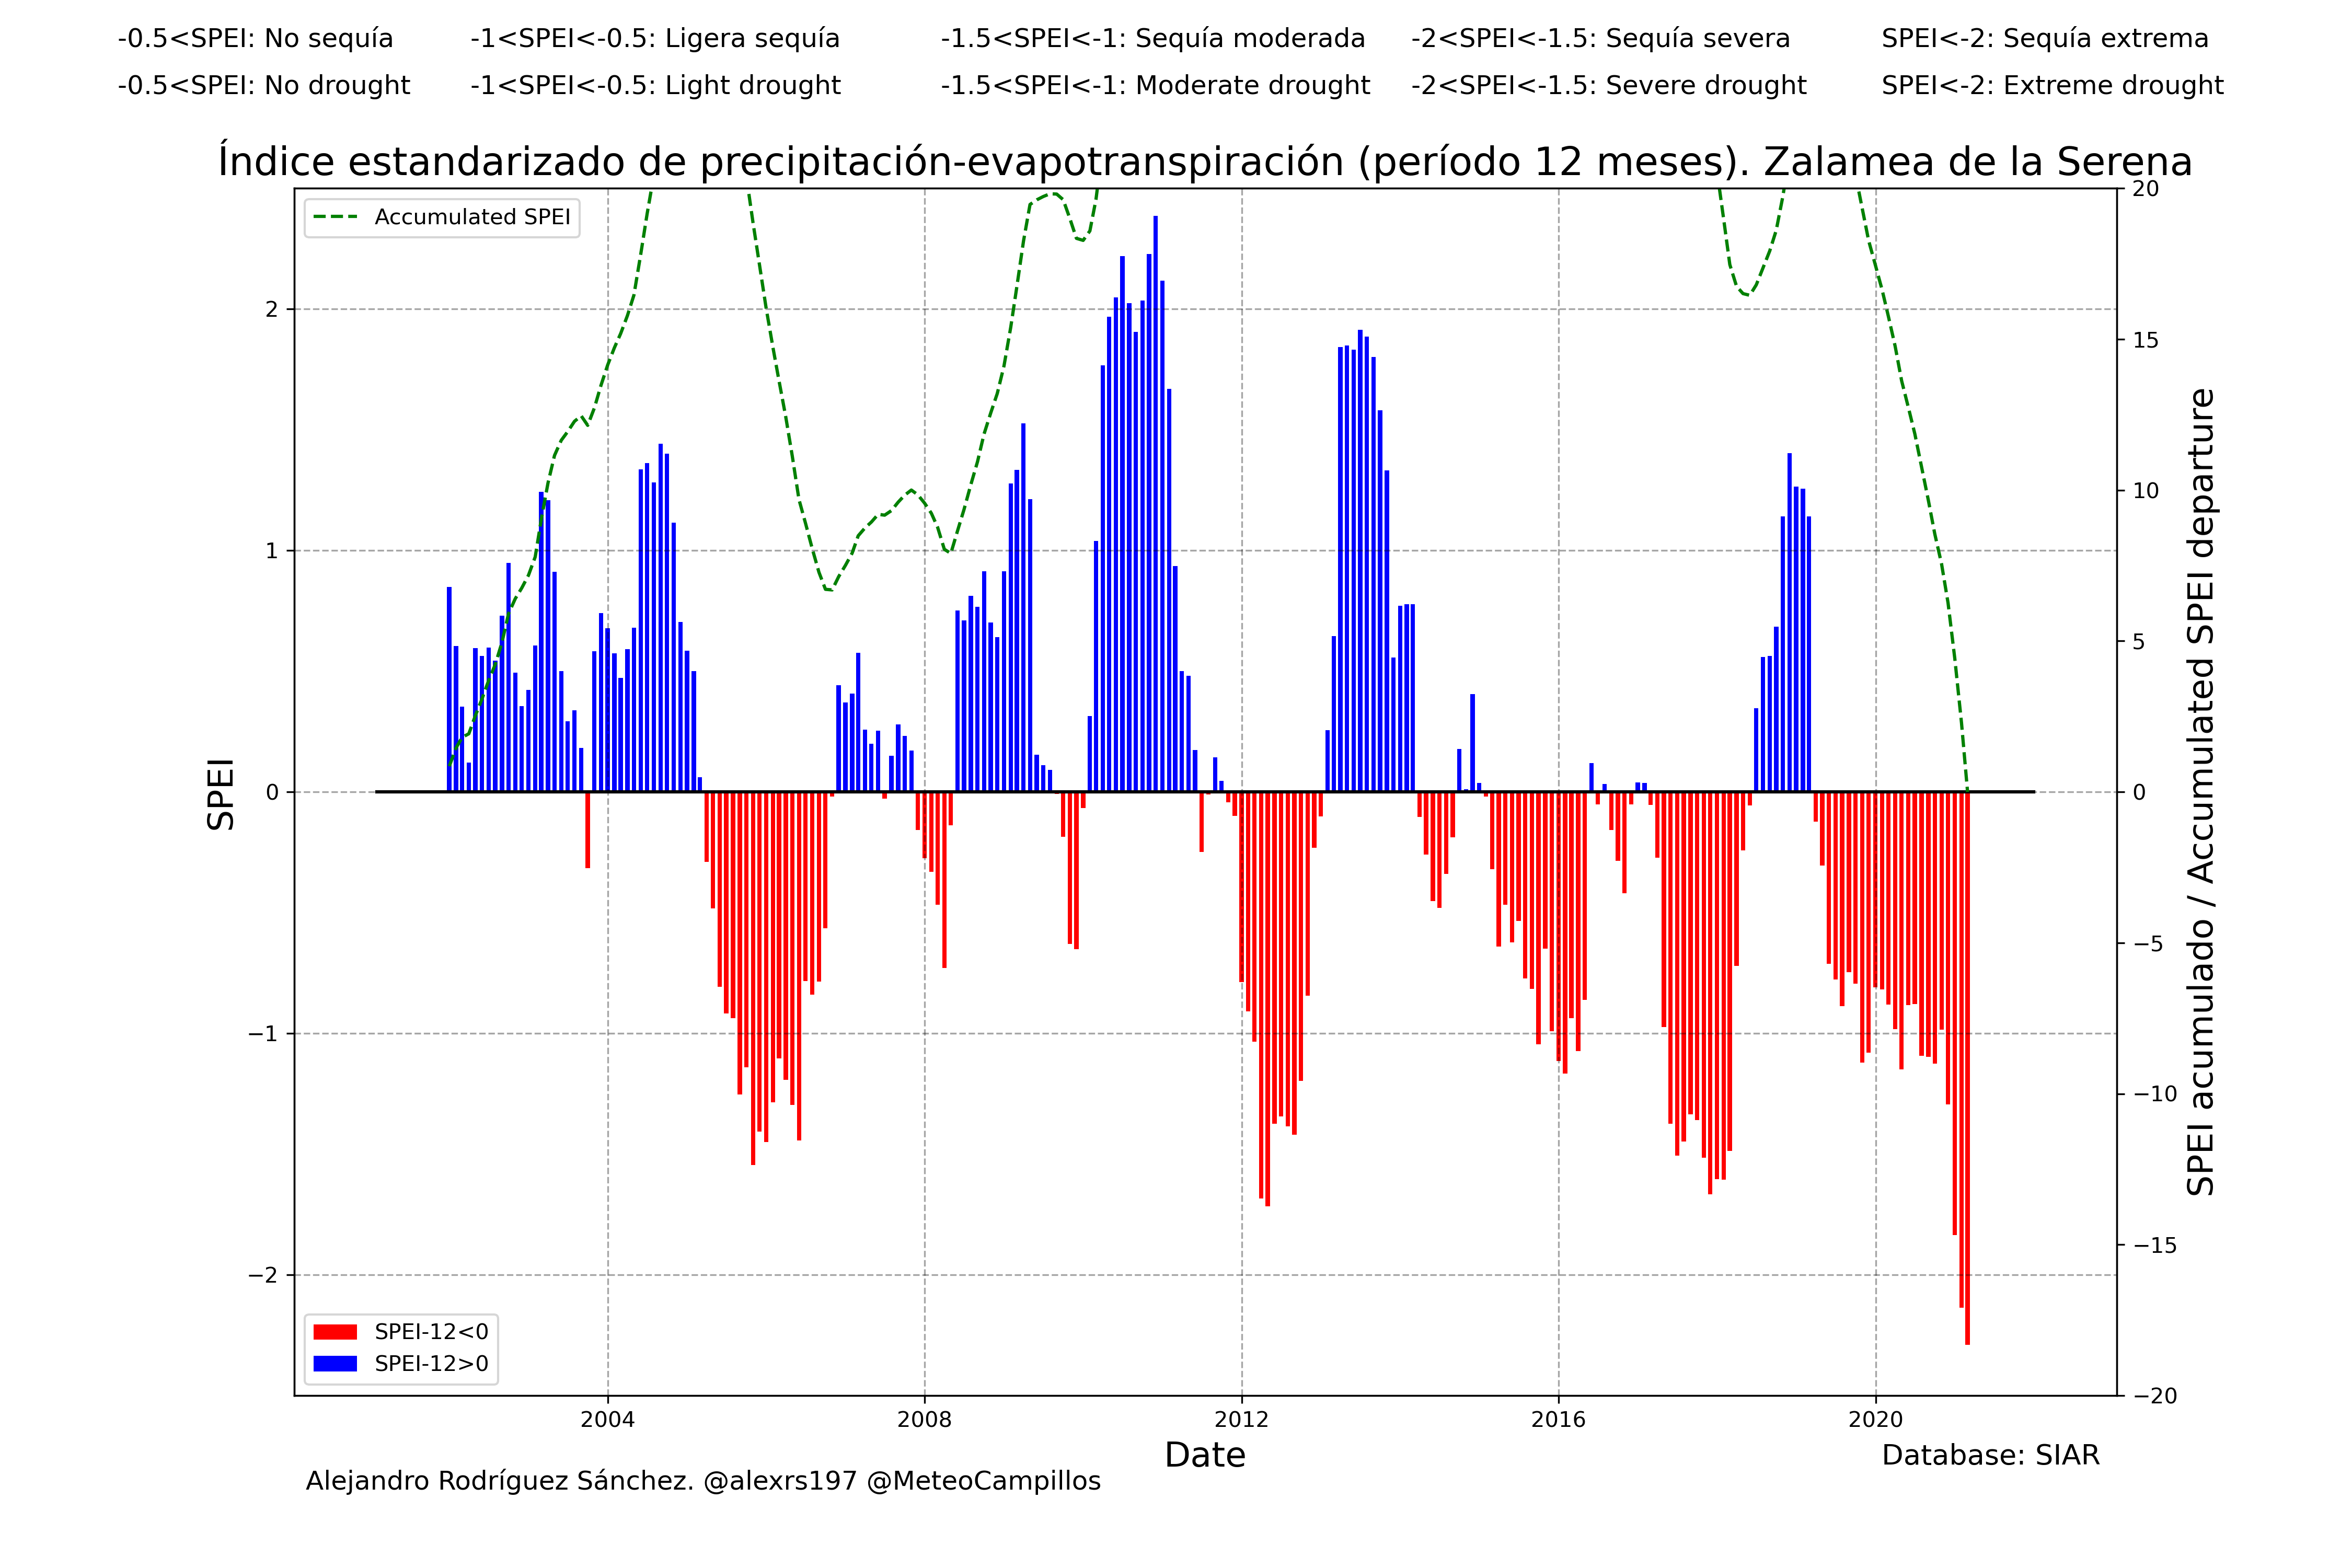 -0.5<SPEI: No sequía -1<SPEI<-0.5: Ligera sequía -1.5<SPEI<-1: Sequía moderada -2<SPEI<-1.5: Sequía severa SPEI<-2: Sequía extrema
-0.5<SPEI: No drought -1<SPEI<-0.5: Light drought -1.5<SPEI<-1: Moderate drought -2<SPEI<-1.5: Severe drought SPEI<-2: Extreme drought
Índice estandarizado de precipitación-evapotranspiración (período 12 meses). Zalamea de la Serena
Accumulated SPEI
SPEI
2
1
0
−1
−2
20
15
10
5
0
−5
−10
−15
−20
SPEI acumulado / Accumulated SPEI departure
SPEI-12<0
SPEI-12>0
2004 2008 2012 2016 2020
Date
Database: SIAR
Alejandro Rodríguez Sánchez. @alexrs197 @MeteoCampillos